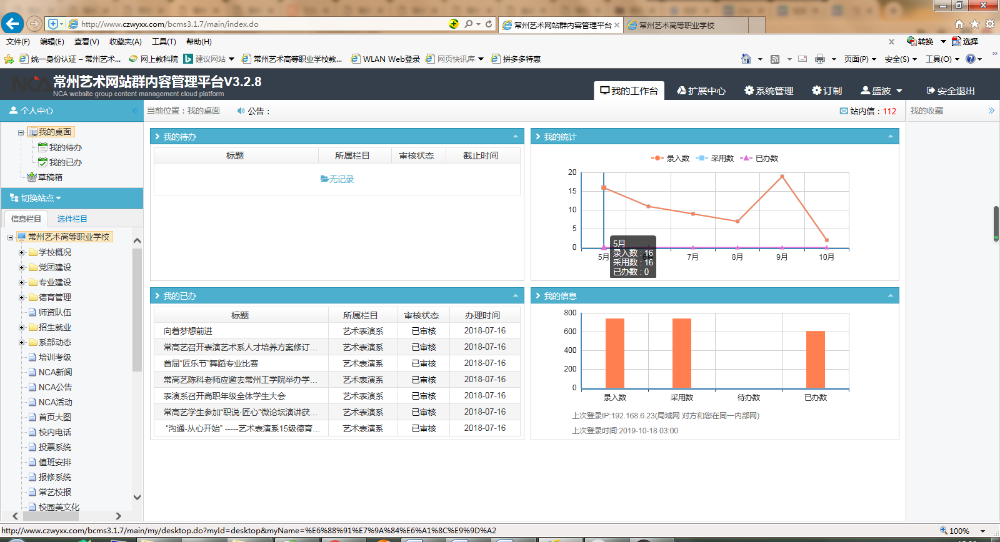 http://www.czwyxx.com/bcms3.1.7/main/index.do
常州艺术网站群内容管理平台
常州艺术高等职业学校
文件(F) 编辑(E) 查看(V) 收藏夹(A) 工具(T) 帮助(H)
x 转换 选择
统一身份认证 – 常州艺术... 网上教科院 建议网站 常州艺术高等职业学校教... WLAN Web登录 网页快讯库 拼多多特惠
页面(P) 安全(S) 工具(O)
NCA
常州艺术网站群内容管理平台V3.2.8
NCA website group content management cloud platform
我的工作台 扩展中心 系统管理 订制 盛波 安全退出
个人中心
当前位置：我的桌面 公告：
站内信：112
我的收藏
我的桌面
我的待办
我的已办
草稿箱
切换站点
信息栏目 选件栏目
常州艺术高等职业学校
学校概况
党团建设
专业建设
德育管理
师资队伍
招生就业
系部动态
培训考级
NCA新闻
NCA公告
NCA活动
首页大图
校内电话
投票系统
值班安排
报修系统
常艺校报
校园美文化
我的待办
标题 所属栏目 审核状态 截止时间
无记录
我的统计
录入数 采用数 已办数
20
15
10
5
0
5月 7月 8月 9月 10月
5月
录入数 : 16
采用数 : 16
已办数 : 0
我的已办
标题 所属栏目 审核状态 办理时间
向着梦想前进 艺术表演系 已审核 2018-07-16
常高艺召开表演艺术系人才培养方案修订... 艺术表演系 已审核 2018-07-16
首届“匠乐节”舞蹈专业比赛 艺术表演系 已审核 2018-07-16
常高艺陈科老师应邀去常州工学院举办学... 艺术表演系 已审核 2018-07-16
表演系召开高职年级全体学生大会 艺术表演系 已审核 2018-07-16
常高艺学生参加“职说·匠心”微论坛演讲获... 艺术表演系 已审核 2018-07-16
“沟通-从心开始” -----艺术表演系15级德育... 艺术表演系 已审核 2018-07-16
我的信息
800
600
400
200
0
录入数 采用数 待办数 已办数
上次登录IP:192.168.6.23(局域网 对方和您在同一内部网)
上次登录时间:2019-10-18 03:00
http://www.czwyxx.com/bcms3.1.7/main/my/desktop.do?myId=desktop&myName=%E6%88%91%E7%9A%84%E6%A1%8C%E9%9D%A2
100%